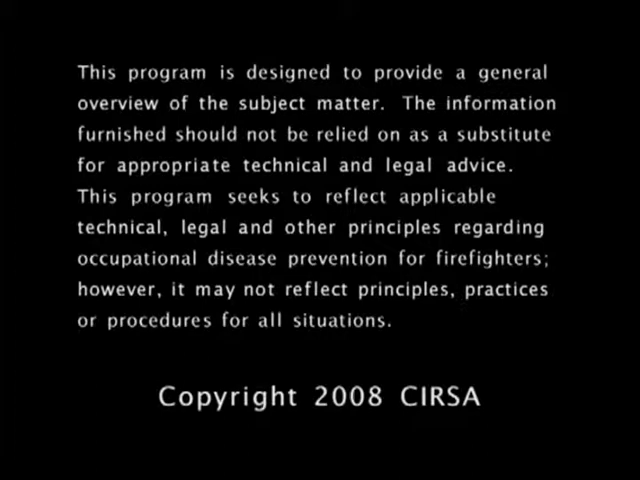 This program is designed to provide a general
overview of the subject matter. The information
furnished should not be relied on as a substitute
for appropriate technical and legal advice.
This program seeks to reflect applicable
technical, legal and other principles regarding
occupational disease prevention for firefighters;
however, it may not reflect principles, practices
or procedures for all situations.
Copyright 2008 CIRSA